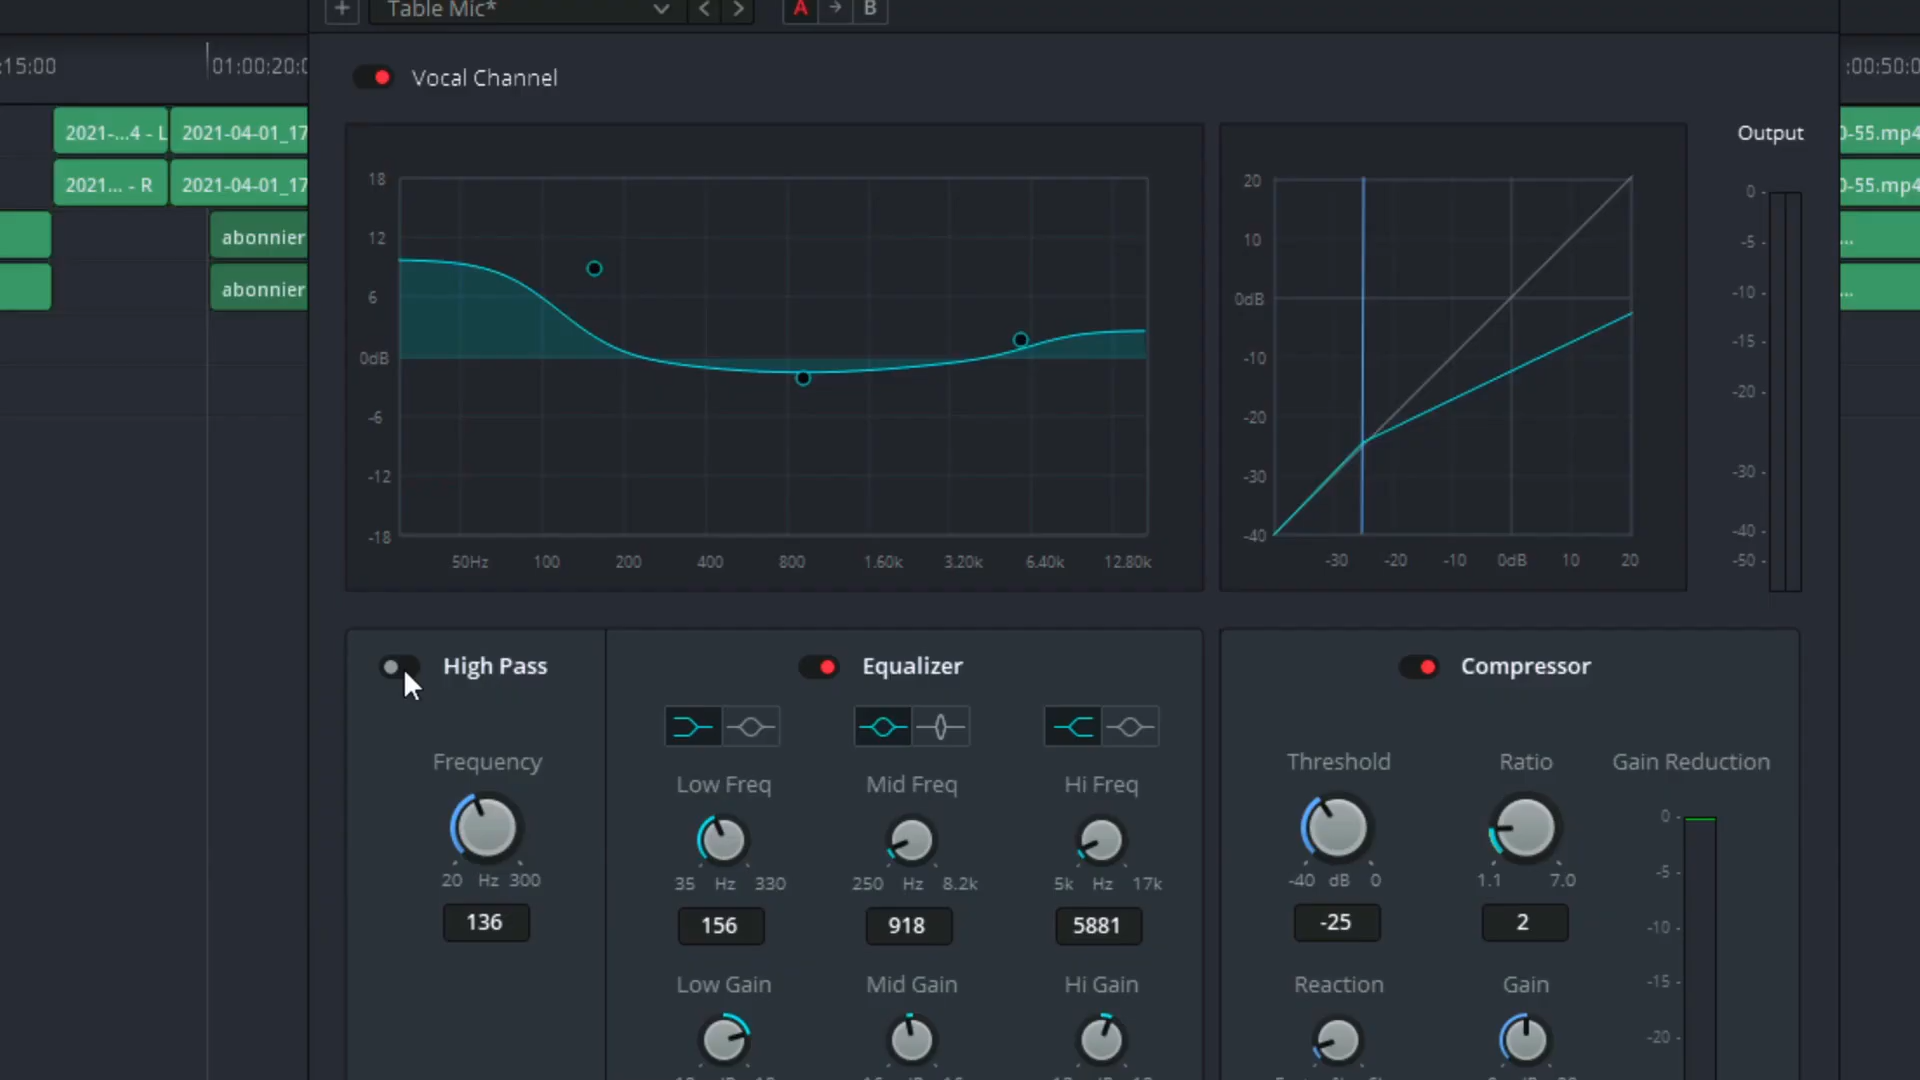 + Table Mic* < > A → B
:15:00 01:00:20:0 :00:50:0
Vocal Channel
2021-...4 - L 2021-04-01_17 0-55.mp4
2021... - R 2021-04-01_17 0-55.mp4
abonnier ...
abonnier ...
Output
18
12
6
0dB
-6
-12
-18
50Hz 100 200 400 800 1.60k 3.20k 6.40k 12.80k
20
10
0dB
-10
-20
-30
-40
-30 -20 -10 0dB 10 20
0
-5
-10
-15
-20
-30
-40
-50
High Pass
Frequency
20 Hz 300
136
Equalizer
Low Freq Mid Freq Hi Freq
35 Hz 330 250 Hz 8.2k 5k Hz 17k
156 918 5881
Low Gain Mid Gain Hi Gain
Compressor
Threshold Ratio Gain Reduction
-40 dB 0 1.1 7.0
-25 2
Reaction Gain
0
-5
-10
-15
-20